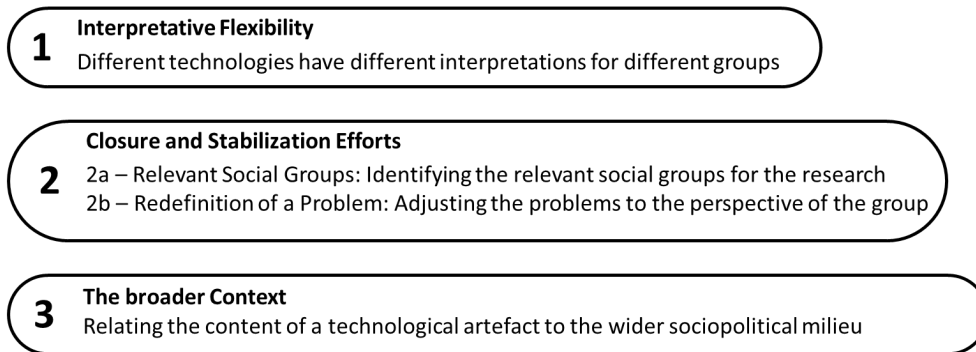 1
Interpretative Flexibility
Different technologies have different interpretations for different groups
2
Closure and Stabilization Efforts
2a – Relevant Social Groups: Identifying the relevant social groups for the research
2b – Redefinition of a Problem: Adjusting the problems to the perspective of the group
3
The broader Context
Relating the content of a technological artefact to the wider sociopolitical milieu